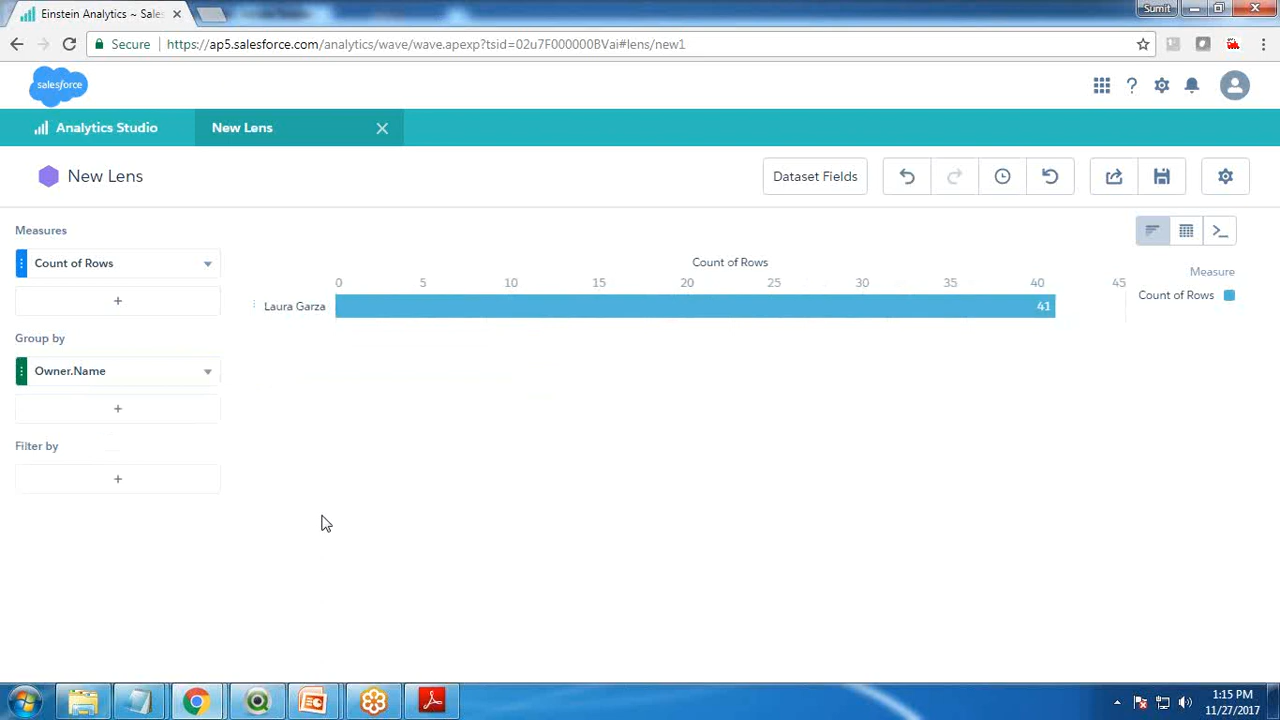 Einstein Analytics ~ Sales
Sumit
Secure
https://ap5.salesforce.com/analytics/wave/wave.apexp?tsid=02u7F000000BVai#lens/new1
salesforce
Analytics Studio
New Lens
New Lens
Dataset Fields
Measures
Count of Rows
+
Group by
Owner.Name
+
Filter by
+
Count of Rows
0 5 10 15 20 25 30 35 40 45
Laura Garza
41
Measure
Count of Rows
1:15 PM
11/27/2017